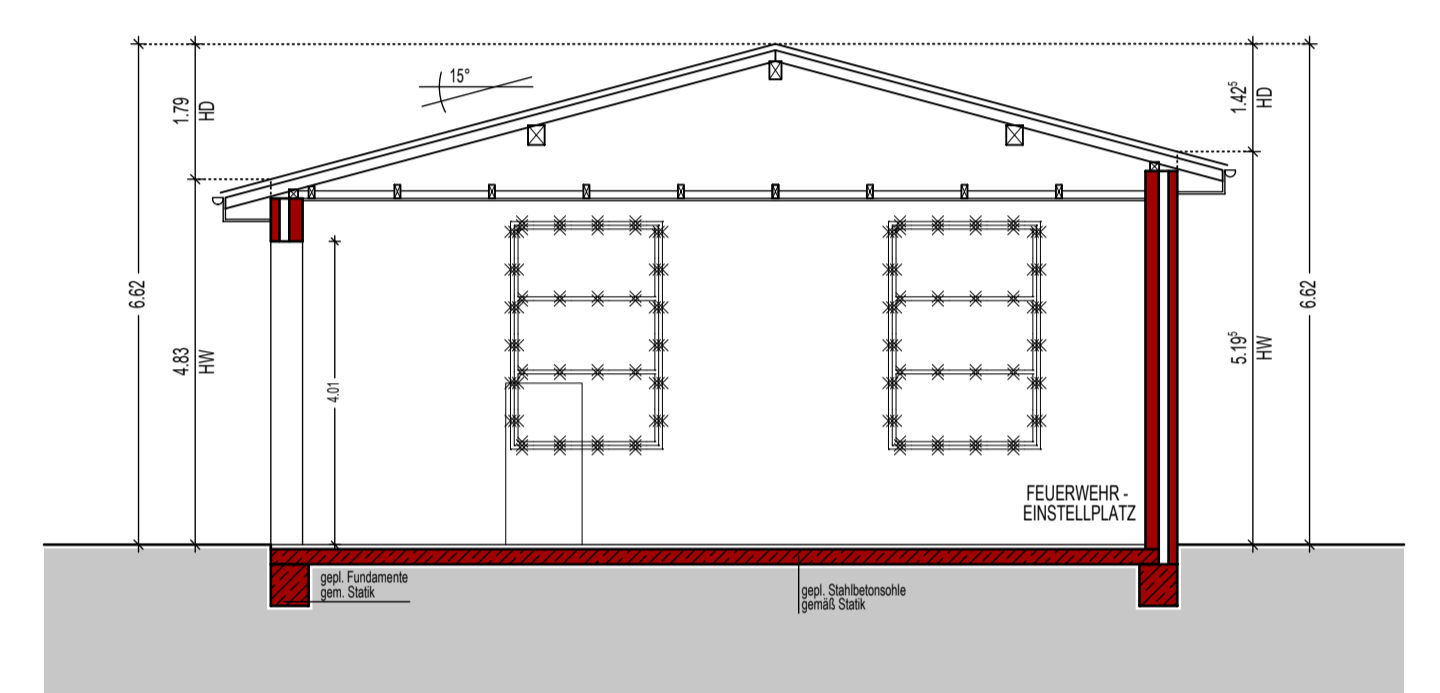 15°
1.79
HD
1.42⁵
HD
6.62
4.83
HW
4.01
5.19⁵
HW
6.62
FEUERWEHR -
EINSTELLPLATZ
gepl. Fundamente
gem. Statik
gepl. Stahlbetonsohle
gemäß Statik